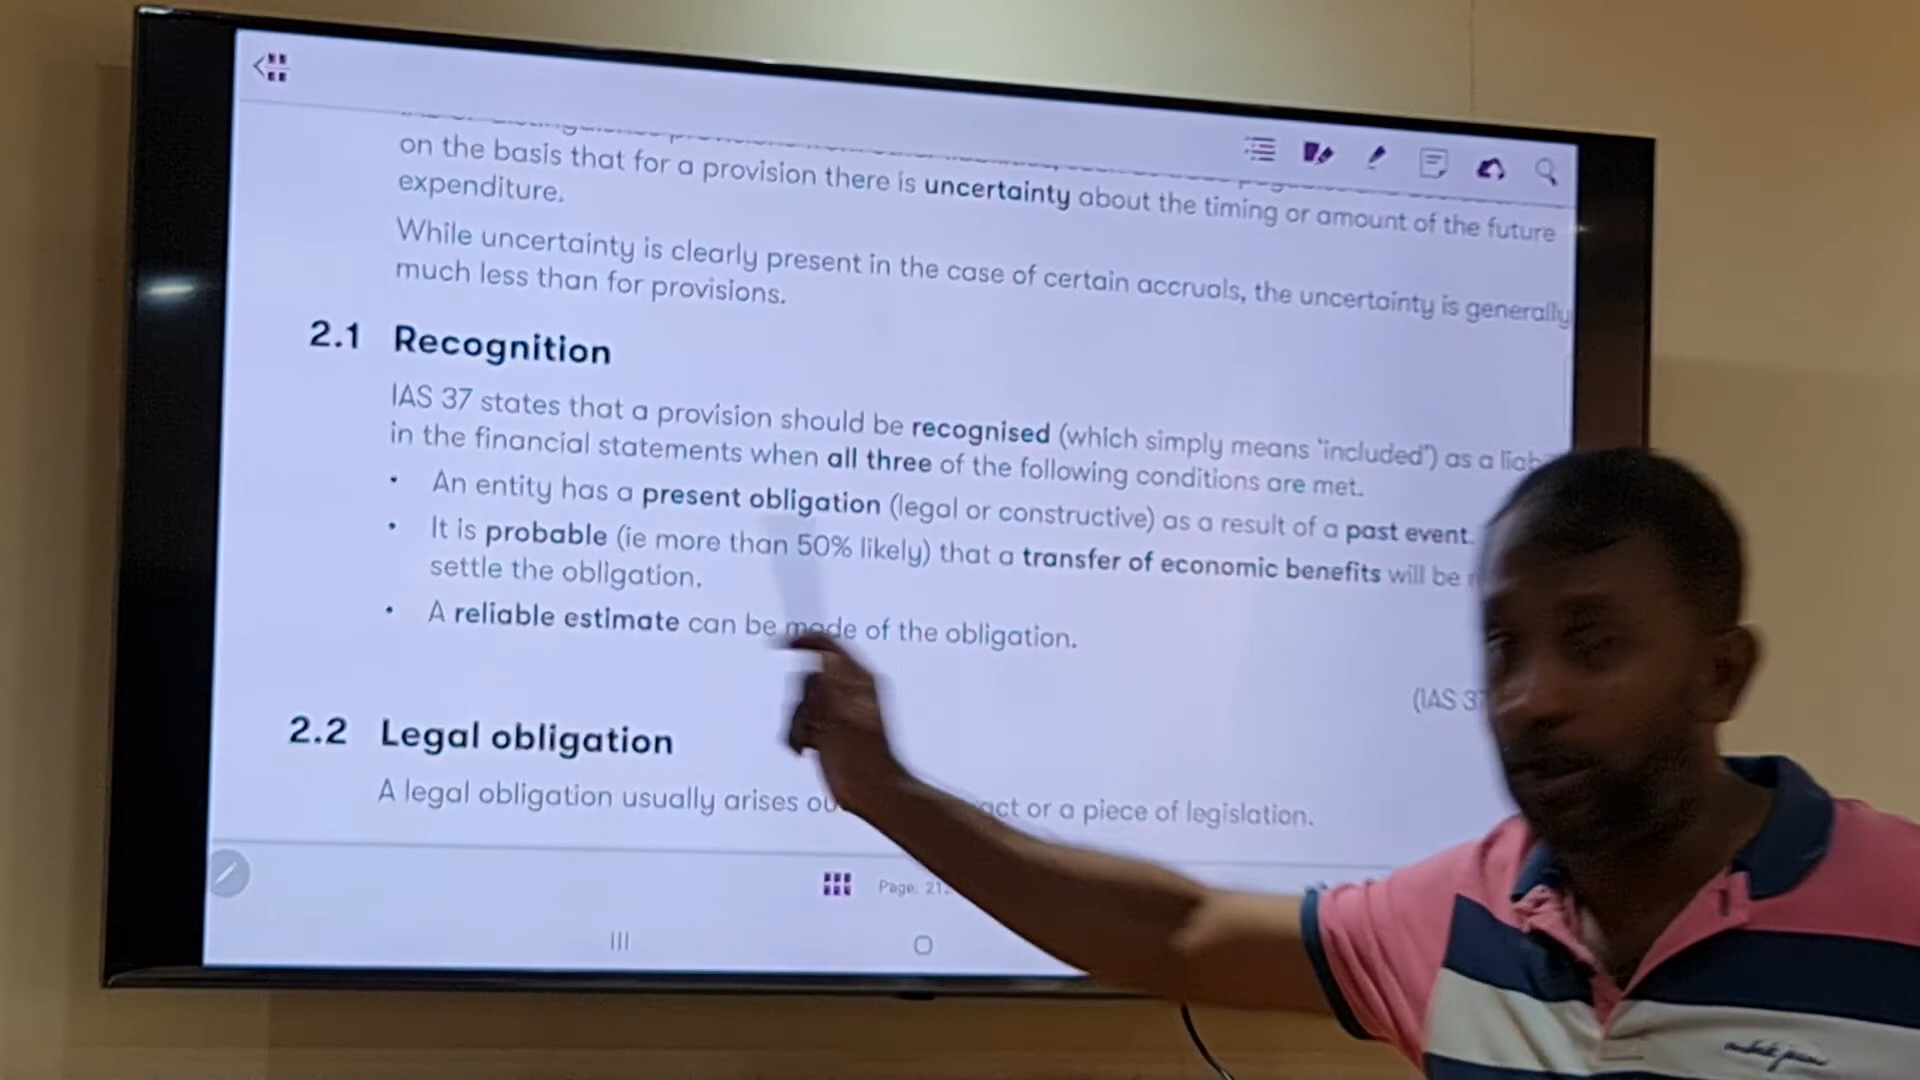 on the basis that for a provision there is uncertainty about the timing or amount of the future
expenditure.
While uncertainty is clearly present in the case of certain accruals, the uncertainty is generally
much less than for provisions.
2.1 Recognition
IAS 37 states that a provision should be recognised (which simply means 'included') as a
in the financial statements when all three of the following conditions are met.
• An entity has a present obligation (legal or constructive) as a result of a past event.
• It is probable (ie more than 50% likely) that a transfer of economic benefits will be
settle the obligation.
• A reliable estimate can be made of the obligation.
(IAS
2.2 Legal obligation
A legal obligation usually arises or a piece of legislation.
Page: